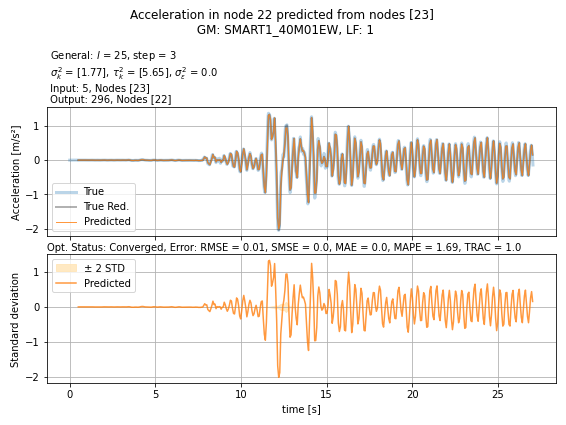 Acceleration in node 22 predicted from nodes [23]
GM: SMART1_40M01EW, LF: 1
General: l = 25, step = 3
σ²ₖ = [1.77], τ²ₖ = [5.65], σ²ε = 0.0
Input: 5, Nodes [23]
Output: 296, Nodes [22]
Acceleration [m/s²]
1
0
−1
−2
True
True Red.
Predicted
Opt. Status: Converged, Error: RMSE = 0.01, SMSE = 0.0, MAE = 0.0, MAPE = 1.69, TRAC = 1.0
Standard deviation
1
0
−1
−2
± 2 STD
Predicted
0 5 10 15 20 25
time [s]